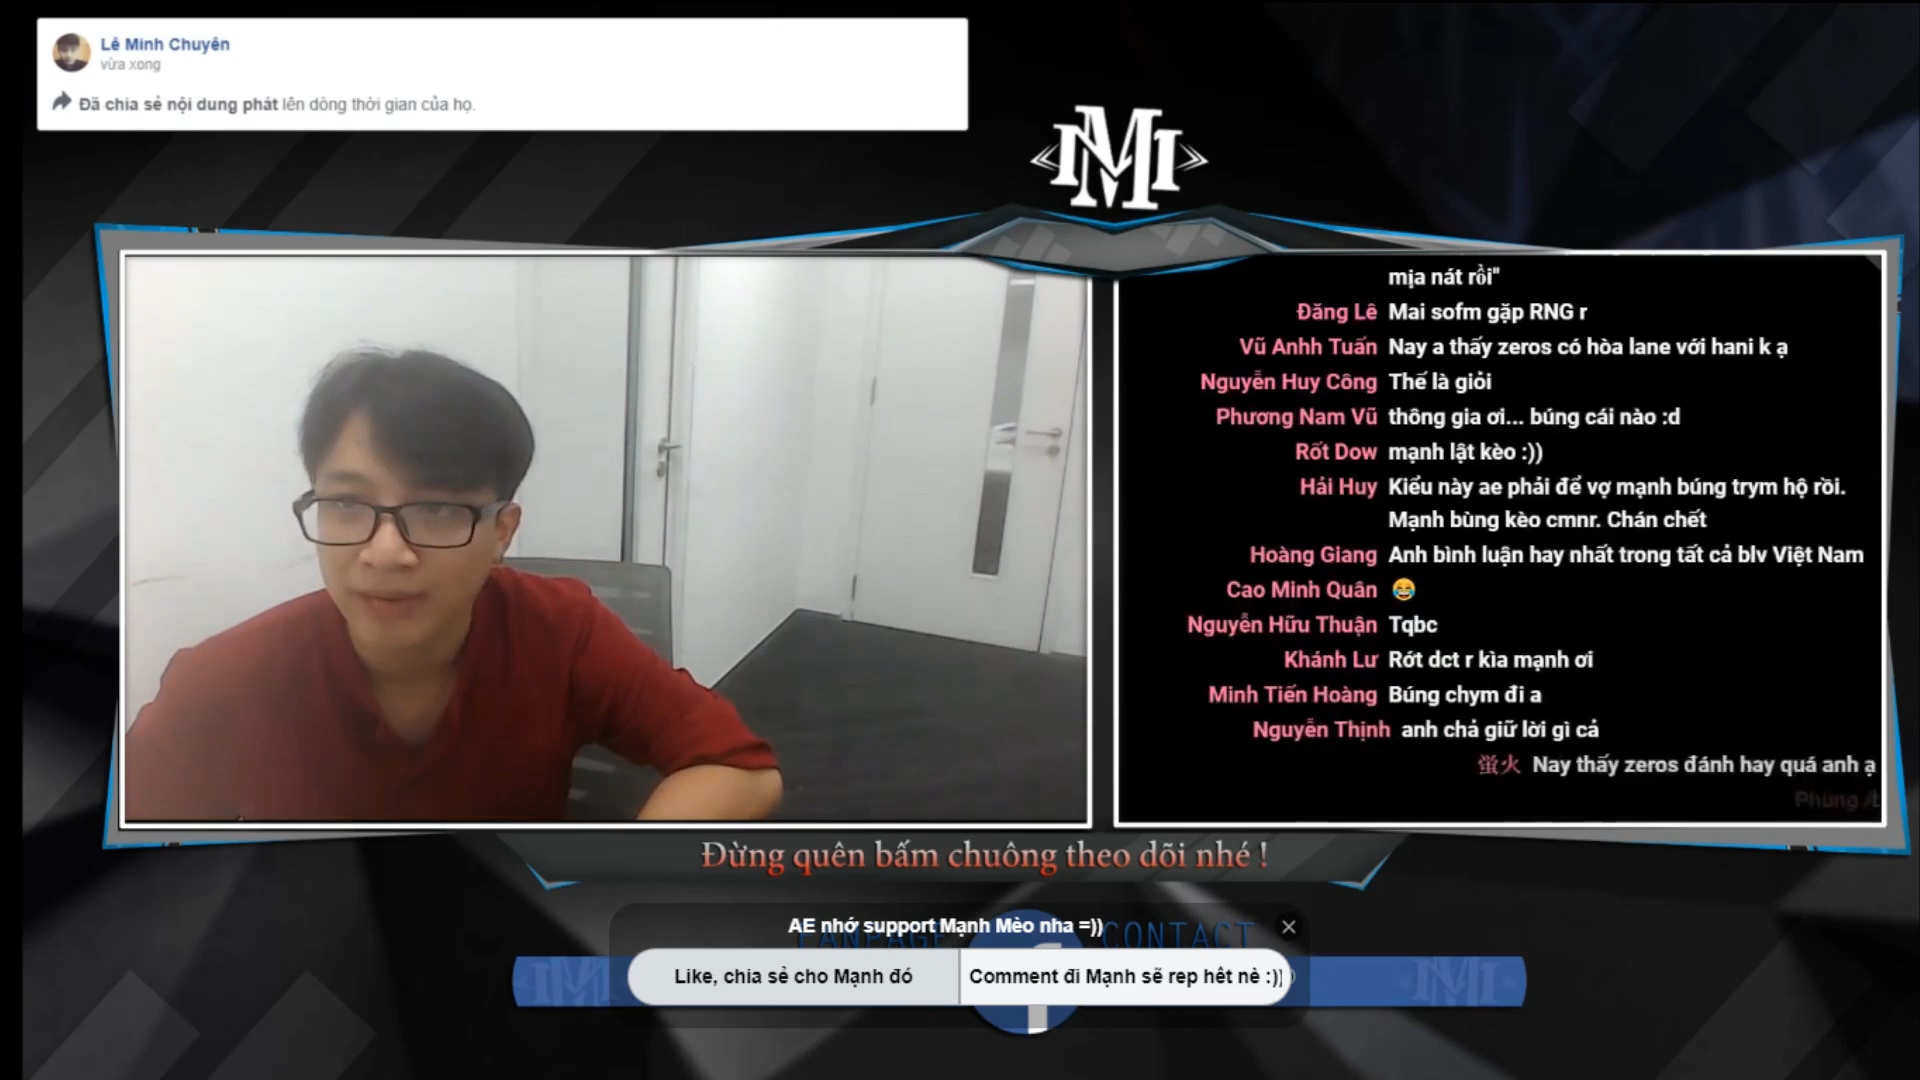 Lê Minh Chuyên
vừa xong
Đã chia sẻ nội dung phát lên dòng thời gian của họ.
MM
mịa nát rồi"
Đăng Lê Mai sofm gặp RNG r
Vũ Anhh Tuấn Nay a thấy zeros có hòa lane với hani k ạ
Nguyễn Huy Công Thế là giỏi
Phương Nam Vũ thông gia ơi... búng cái nào :d
Rốt Dow mạnh lật kèo :))
Hải Huy Kiểu này ae phải để vợ mạnh búng trym hộ rồi.
Mạnh bùng kèo cmnr. Chán chết
Hoàng Giang Anh bình luận hay nhất trong tất cả blv Việt Nam
Cao Minh Quân 😂
Nguyễn Hữu Thuận Tqbc
Khánh Lư Rớt dct r kìa mạnh ơi
Minh Tiến Hoàng Búng chym đi a
Nguyễn Thịnh anh chả giữ lời gì cả
螢火 Nay thấy zeros đánh hay quá anh ạ
Phùng
Đừng quên bấm chuông theo dõi nhé !
AE nhớ support Mạnh Mèo nha =))
FANPAGE CONTACT
Like, chia sẻ cho Mạnh đó
Comment đi Mạnh sẽ rep hết nè :))